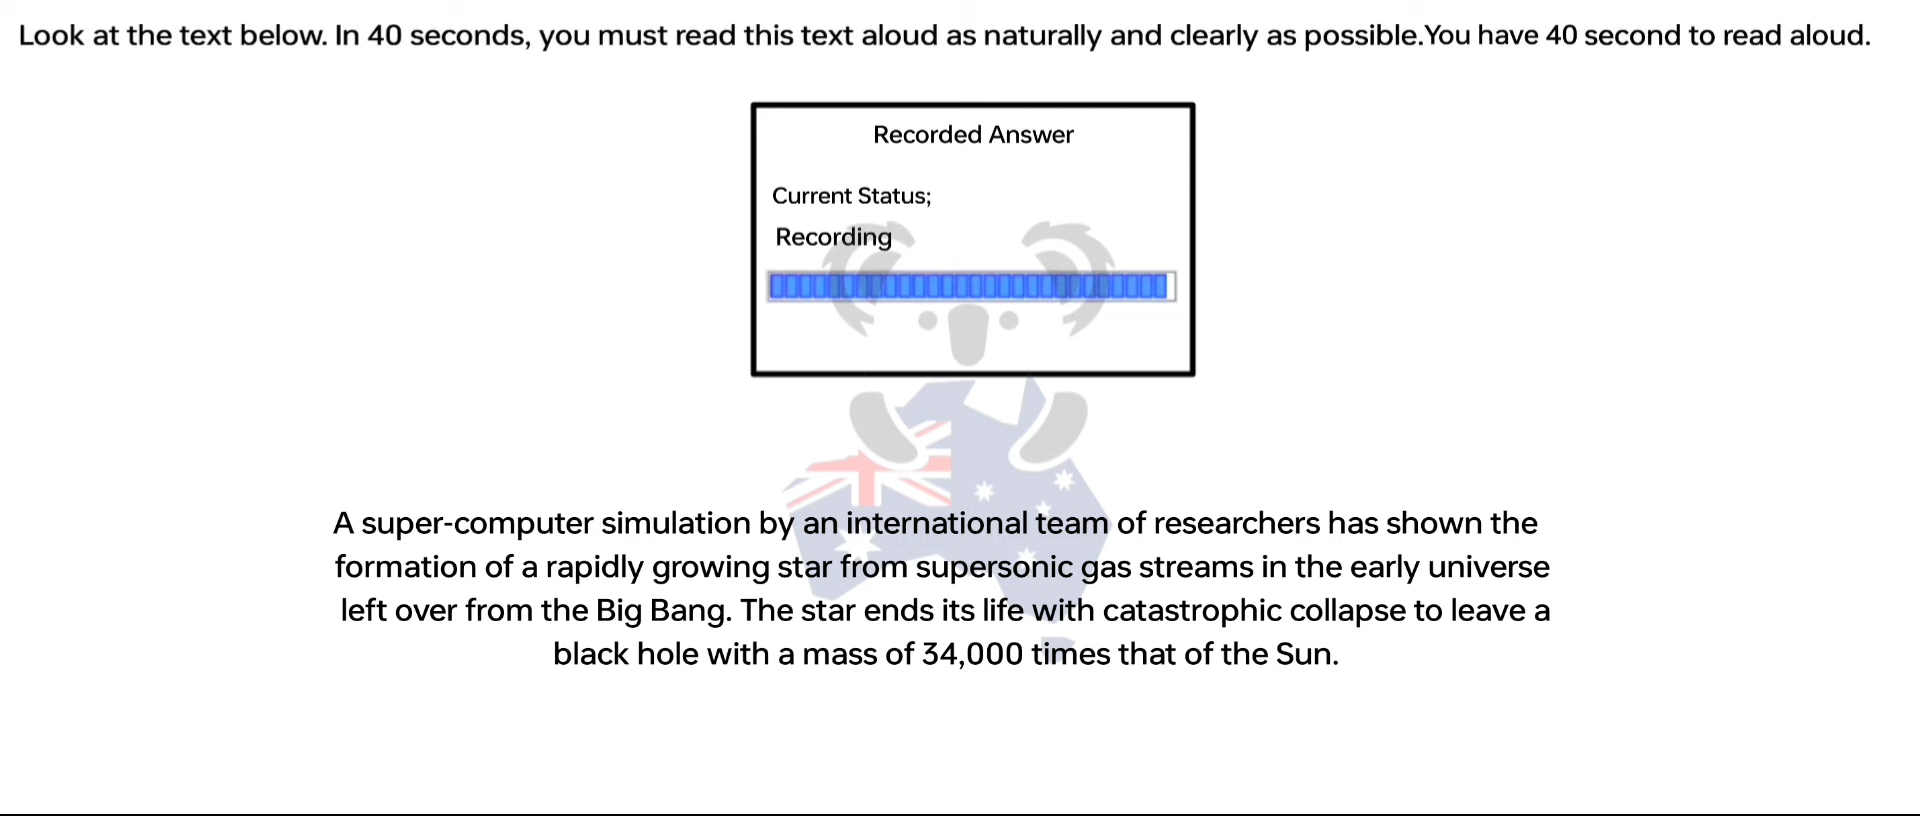 Look at the text below. In 40 seconds, you must read this text aloud as naturally and clearly as possible.You have 40 second to read aloud.
Recorded Answer
Current Status;
Recording
A super-computer simulation by an international team of researchers has shown the
formation of a rapidly growing star from supersonic gas streams in the early universe
left over from the Big Bang. The star ends its life with catastrophic collapse to leave a
black hole with a mass of 34,000 times that of the Sun.